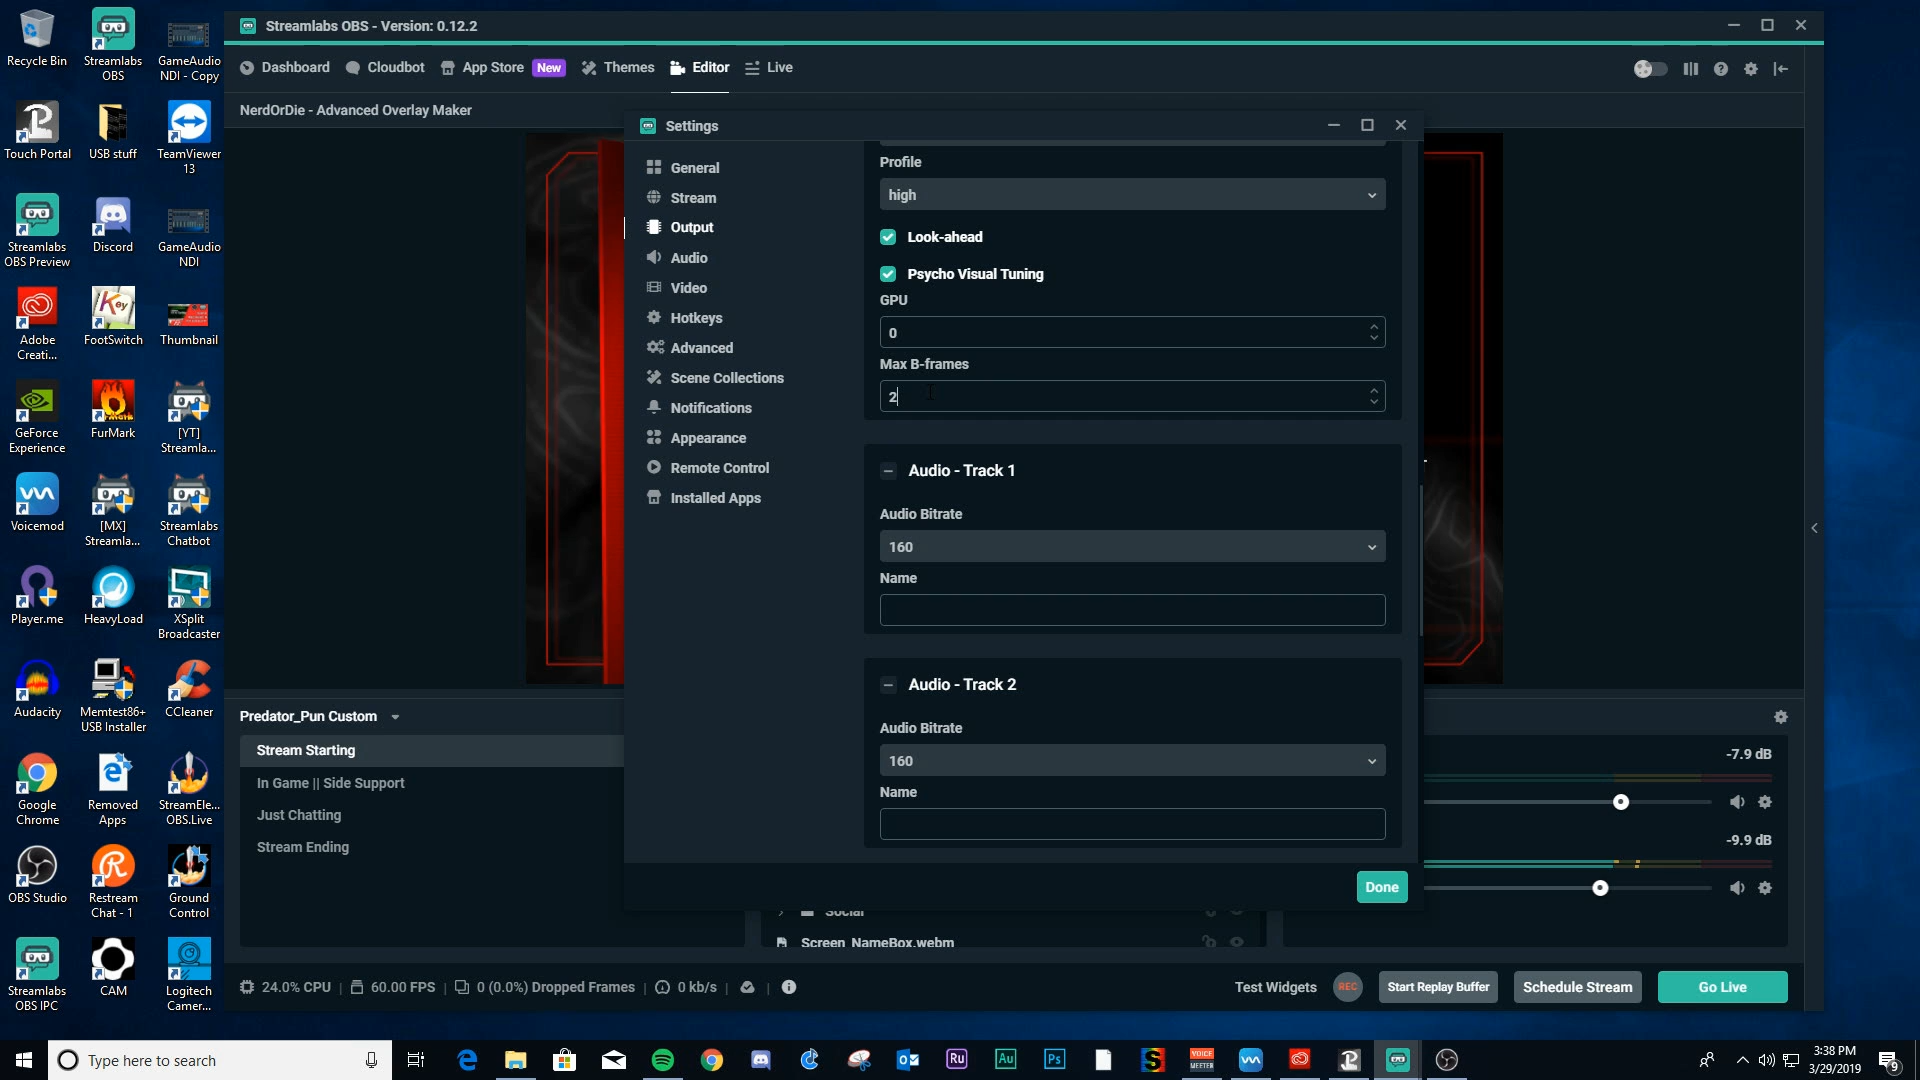 Streamlabs OBS - Version: 0.12.2
Dashboard
Cloudbot
App Store
New
Themes
Editor
Live
NerdOrDie - Advanced Overlay Maker
Recycle Bin
Streamlabs
OBS
GameAudio
NDI - Copy
Touch Portal
USB stuff
TeamViewer
13
Streamlabs
OBS Preview
Discord
GameAudio
NDI
Adobe
Creati...
Key
FootSwitch
Thumbnail
GeForce
Experience
FurMark
[YT]
Streamla...
Voicemod
[MX]
Streamla...
Streamlabs
Chatbot
Player.me
HeavyLoad
XSplit
Broadcaster
Audacity
Memtest86+
USB Installer
CCleaner
Google
Chrome
Removed
Apps
StreamEle...
OBS.Live
OBS Studio
Restream
Chat - 1
Ground
Control
Streamlabs
OBS IPC
CAM
Logitech
Camer...
Settings
General
Stream
Output
Audio
Video
Hotkeys
Advanced
Scene Collections
Notifications
Appearance
Remote Control
Installed Apps
Profile
high
Look-ahead
Psycho Visual Tuning
GPU
0
Max B-frames
2
Audio - Track 1
Audio Bitrate
160
Name
Audio - Track 2
Audio Bitrate
160
Name
Done
Predator_Pun Custom
Stream Starting
In Game || Side Support
Just Chatting
Stream Ending
Social
Screen_NameBox.webm
-7.9 dB
-9.9 dB
24.0% CPU
60.00 FPS
0 (0.0%) Dropped Frames
0 kb/s
Test Widgets
REC
Start Replay Buffer
Schedule Stream
Go Live
Type here to search
Ru
Au
Ps
VOICE
MEETER
3:38 PM
3/29/2019
9